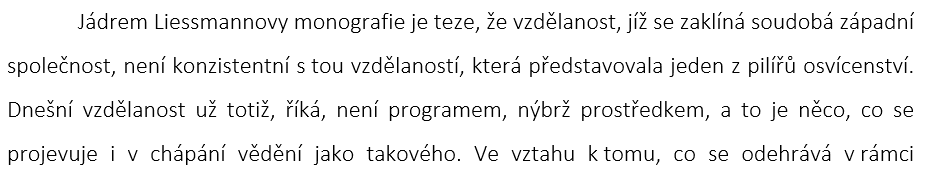 Jádrem Liessmannovy monografie je teze, že vzdělanost, jíž se zaklíná soudobá západní
společnost, není konzistentní s tou vzdělaností, která představovala jeden z pilířů osvícenství.
Dnešní vzdělanost už totiž, říká, není programem, nýbrž prostředkem, a to je něco, co se
projevuje i v chápání vědění jako takového. Ve vztahu k tomu, co se odehrává v rámci